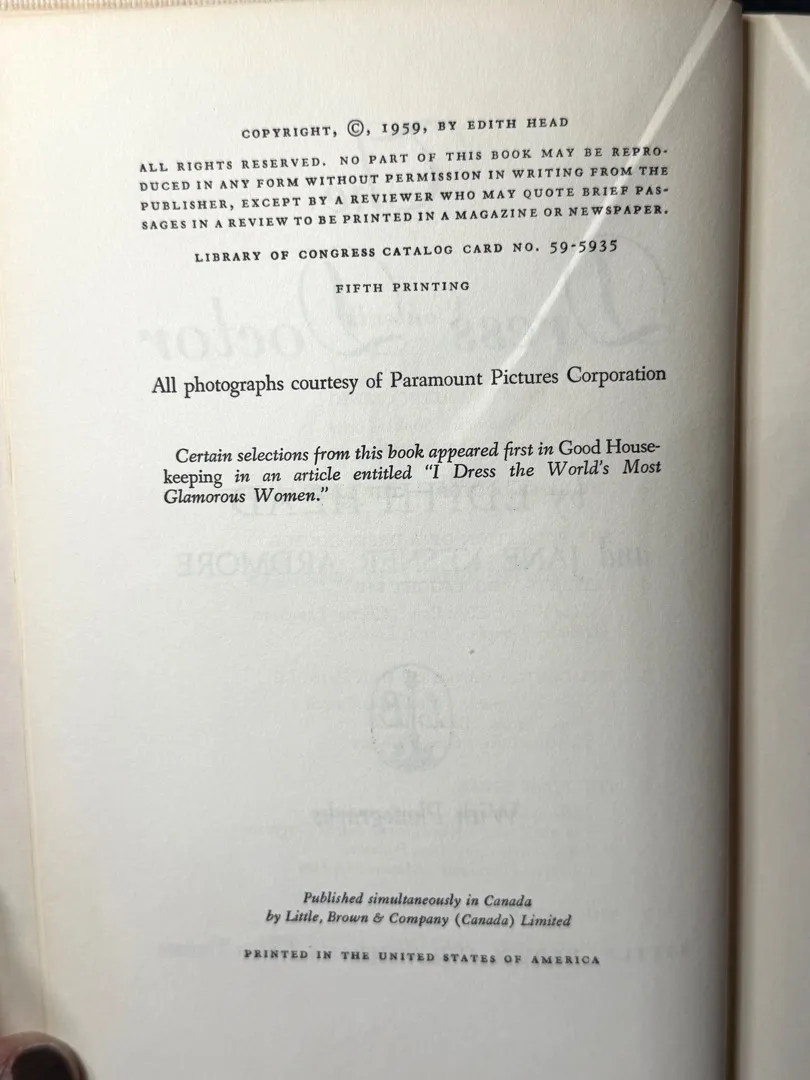 COPYRIGHT, ©, 1959, BY EDITH HEAD
ALL RIGHTS RESERVED. NO PART OF THIS BOOK MAY BE REPRO-
DUCED IN ANY FORM WITHOUT PERMISSION IN WRITING FROM THE
PUBLISHER, EXCEPT BY A REVIEWER WHO MAY QUOTE BRIEF PAS-
SAGES IN A REVIEW TO BE PRINTED IN A MAGAZINE OR NEWSPAPER.
LIBRARY OF CONGRESS CATALOG CARD NO. 59-5935
FIFTH PRINTING
All photographs courtesy of Paramount Pictures Corporation
Certain selections from this book appeared first in Good House-
keeping in an article entitled “I Dress the World’s Most
Glamorous Women.”
Published simultaneously in Canada
by Little, Brown & Company (Canada) Limited
PRINTED IN THE UNITED STATES OF AMERICA